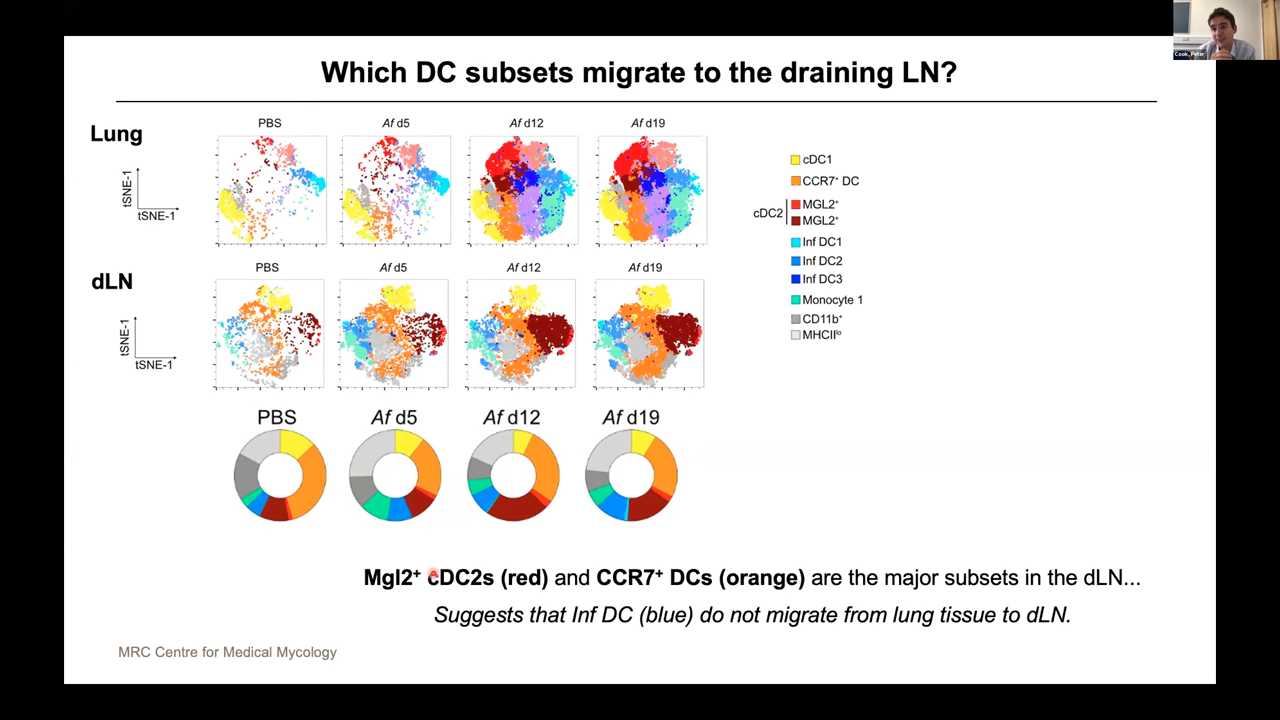 Cook, Peter
Which DC subsets migrate to the draining LN?
Lung
PBS
Af d5
Af d12
Af d19
tSNE-1
tSNE-1
dLN
PBS
Af d5
Af d12
Af d19
tSNE-1
tSNE-1
cDC1
CCR7⁺ DC
cDC2
MGL2⁺
MGL2⁺
Inf DC1
Inf DC2
Inf DC3
Monocyte 1
CD11b⁺
MHCIIˡᵒ
PBS
Af d5
Af d12
Af d19
Mgl2⁺ cDC2s (red) and CCR7⁺ DCs (orange) are the major subsets in the dLN...
Suggests that Inf DC (blue) do not migrate from lung tissue to dLN.
MRC Centre for Medical Mycology